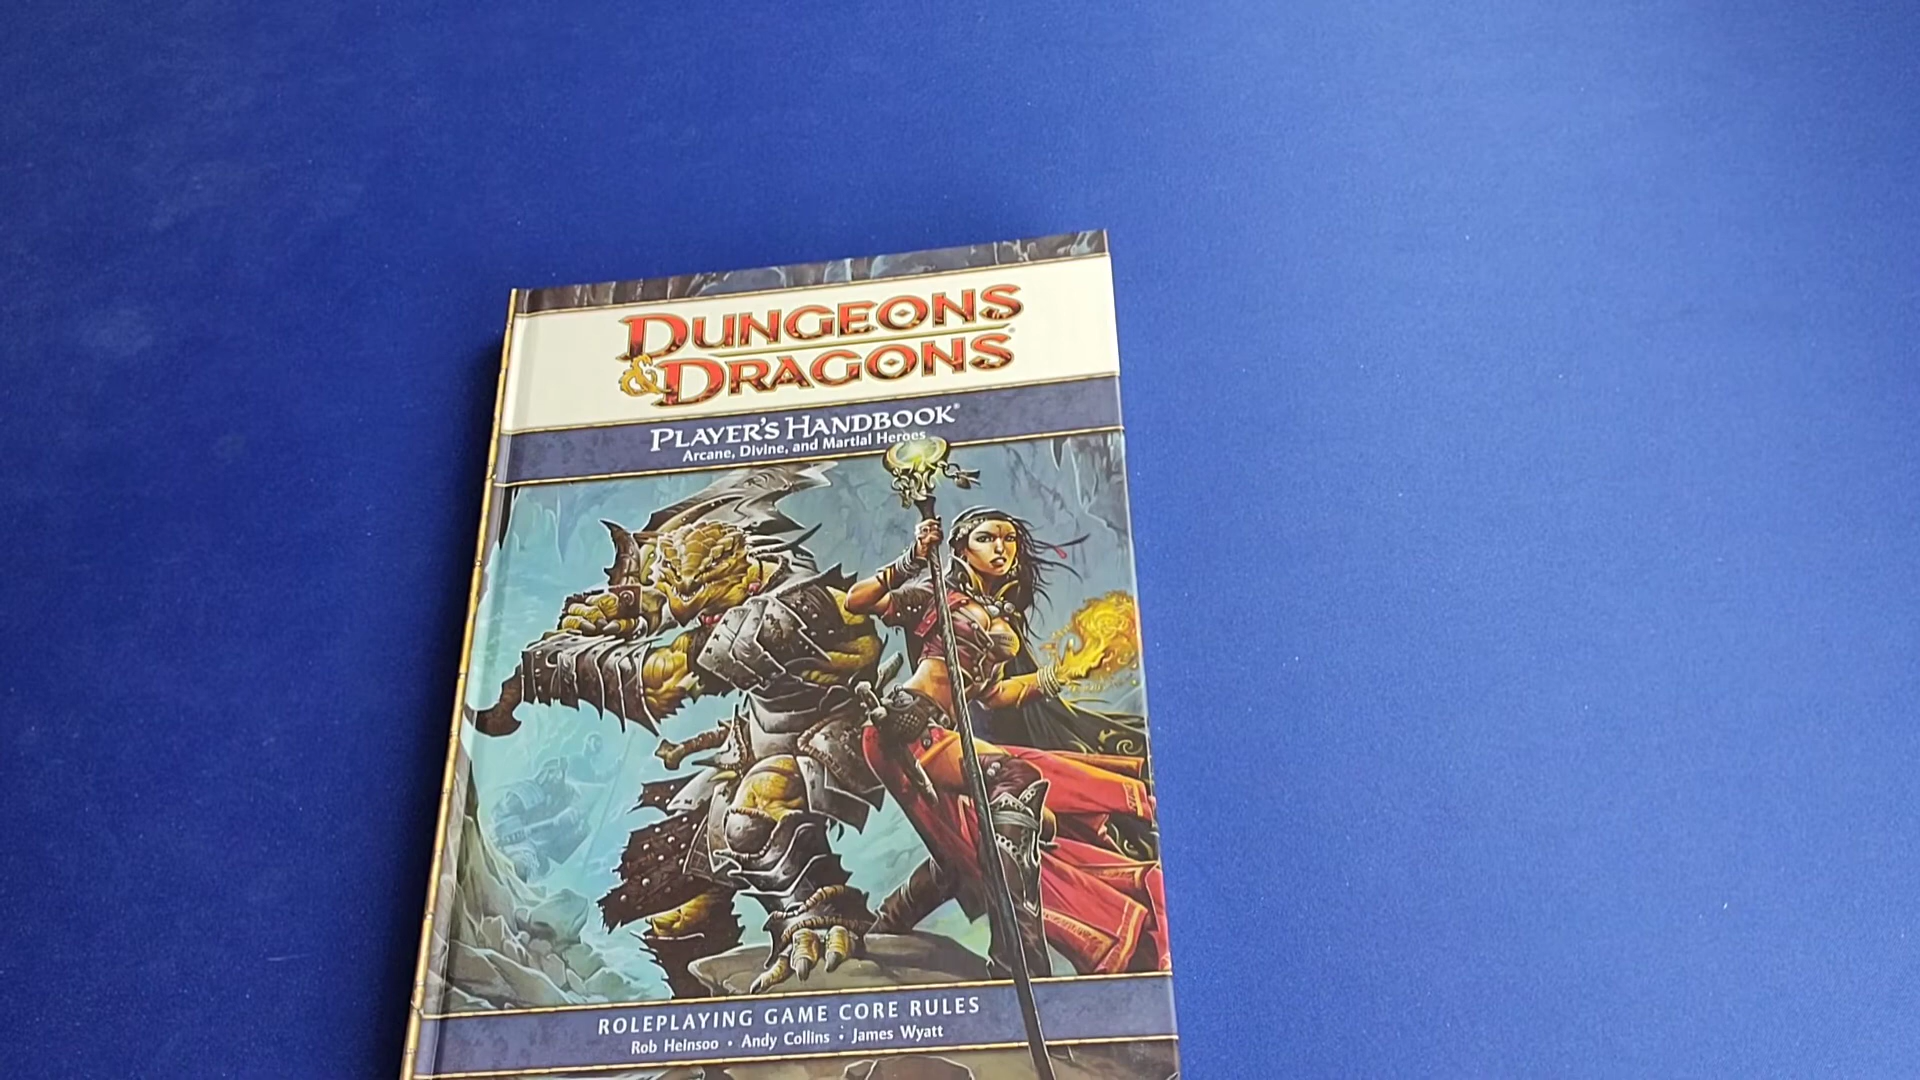 DUNGEONS
& DRAGONS®
PLAYER'S HANDBOOK®
Arcane, Divine, and Martial Heroes
ROLEPLAYING GAME CORE RULES
Rob Heinsoo • Andy Collins • James Wyatt